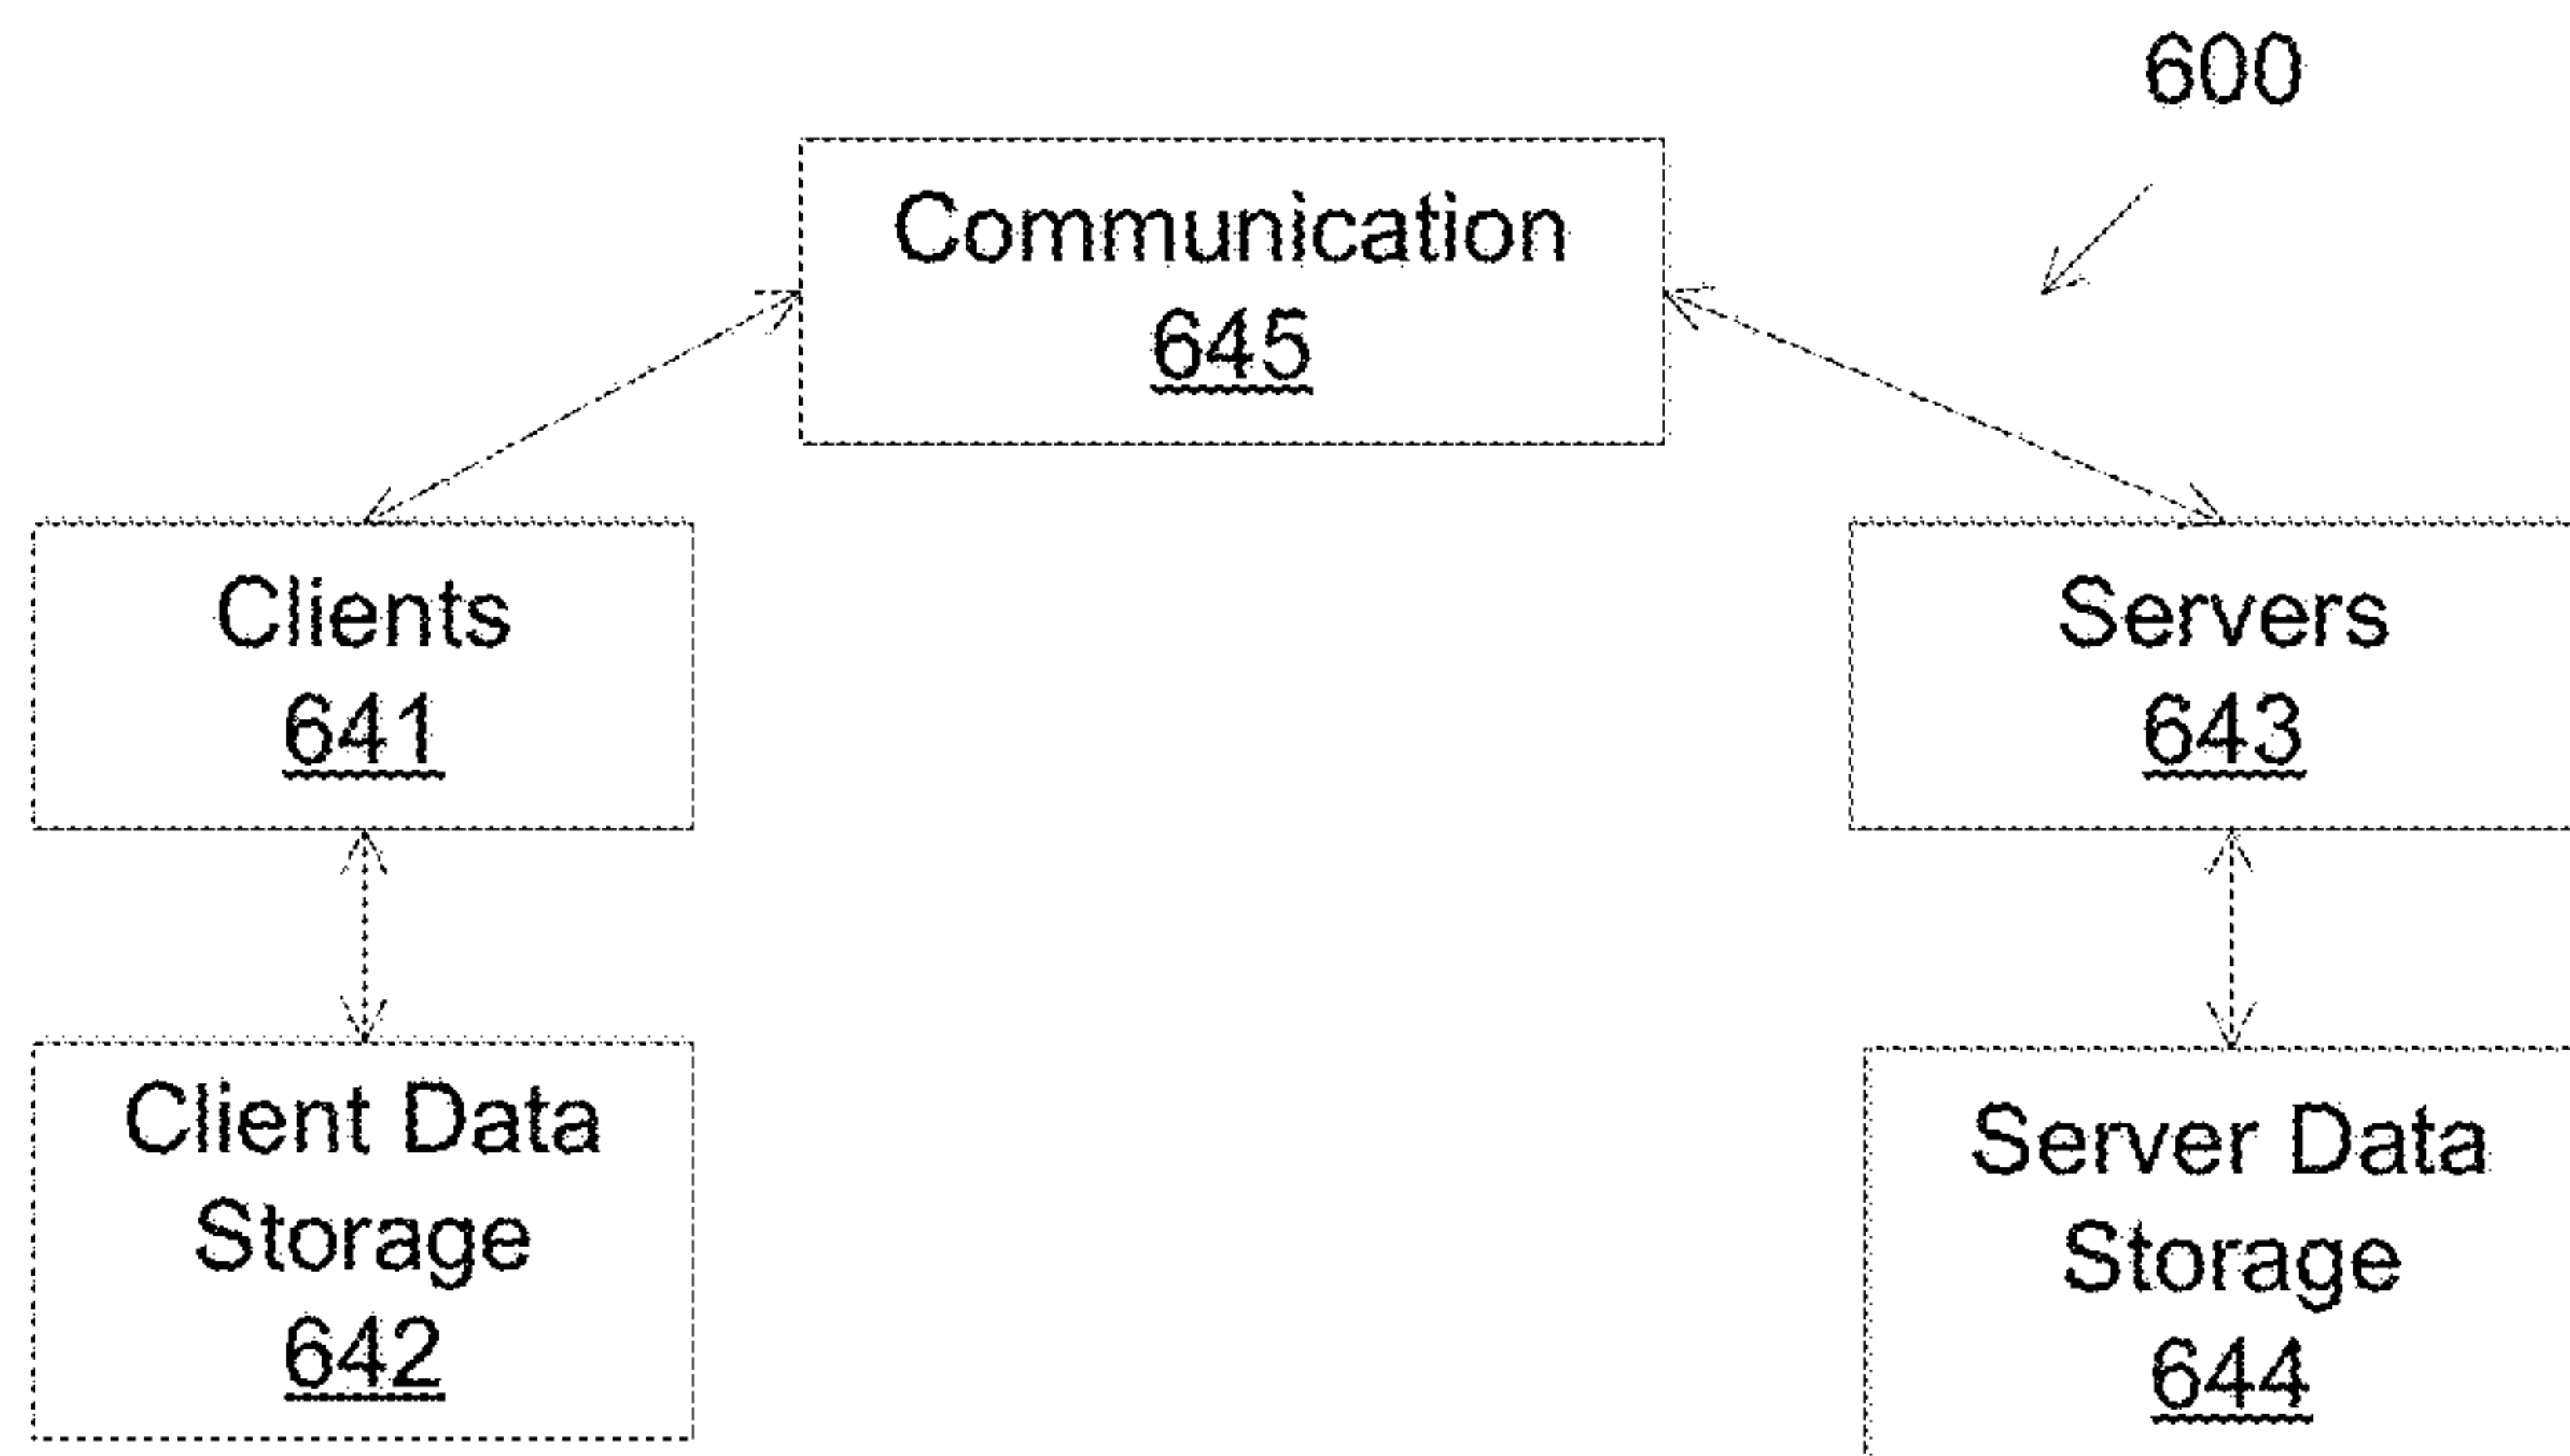 600
Communication
645
Clients
641
Servers
643
Client Data
Storage
642
Server Data
Storage
644